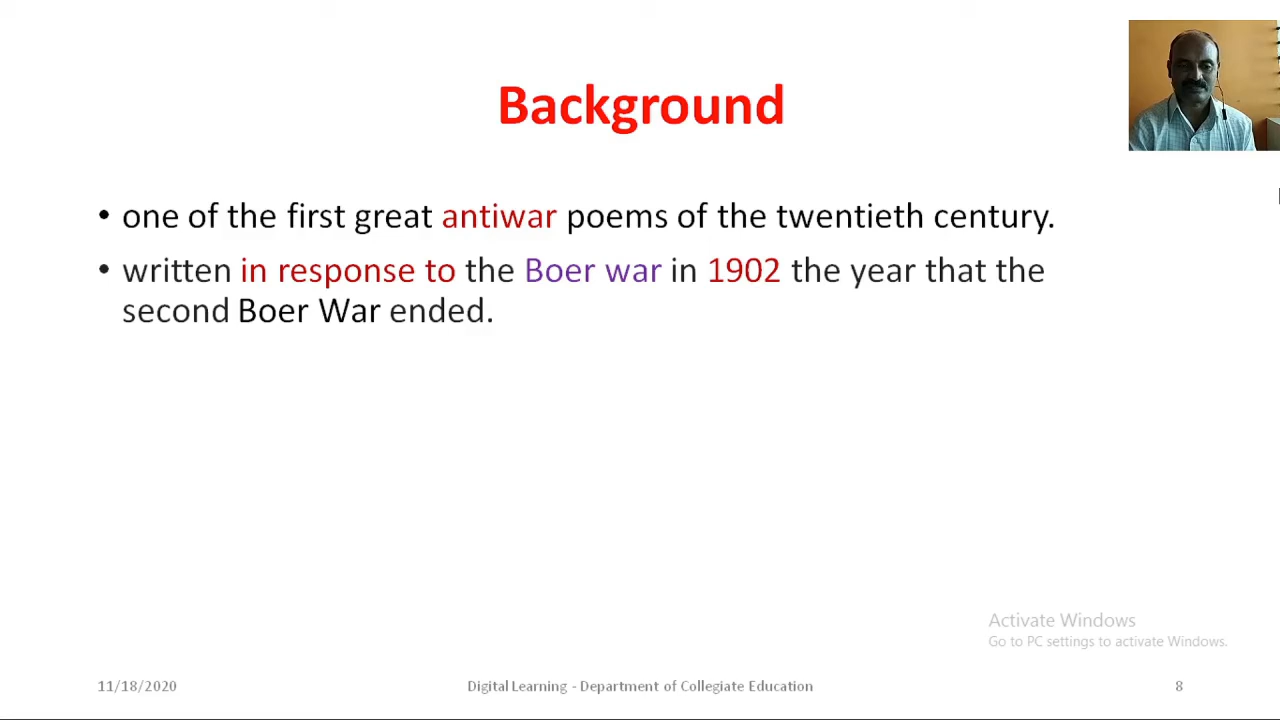 Background
• one of the first great antiwar poems of the twentieth century.
• written in response to the Boer war in 1902 the year that the
second Boer War ended.
Activate Windows
Go to PC settings to activate Windows.
11/18/2020
Digital Learning - Department of Collegiate Education
8